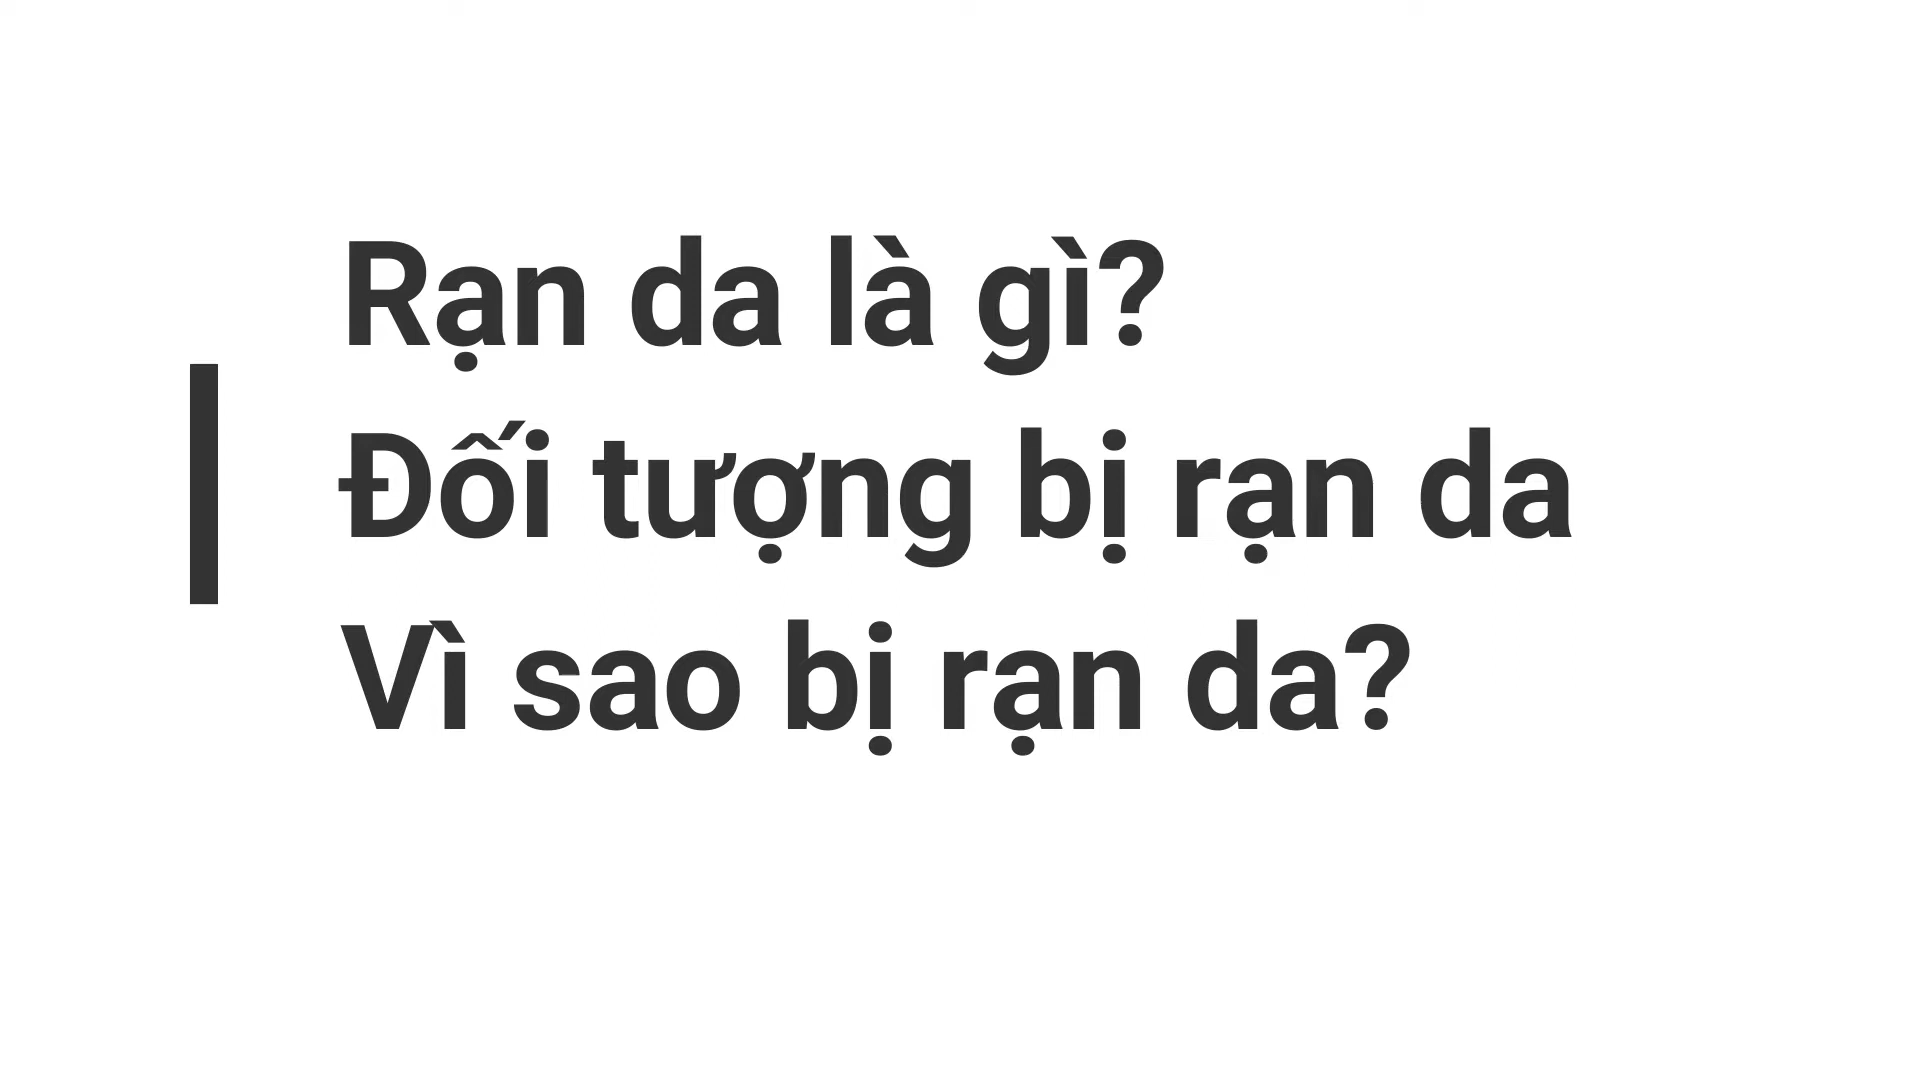 Rạn da là gì?
Đối tượng bị rạn da
Vì sao bị rạn da?